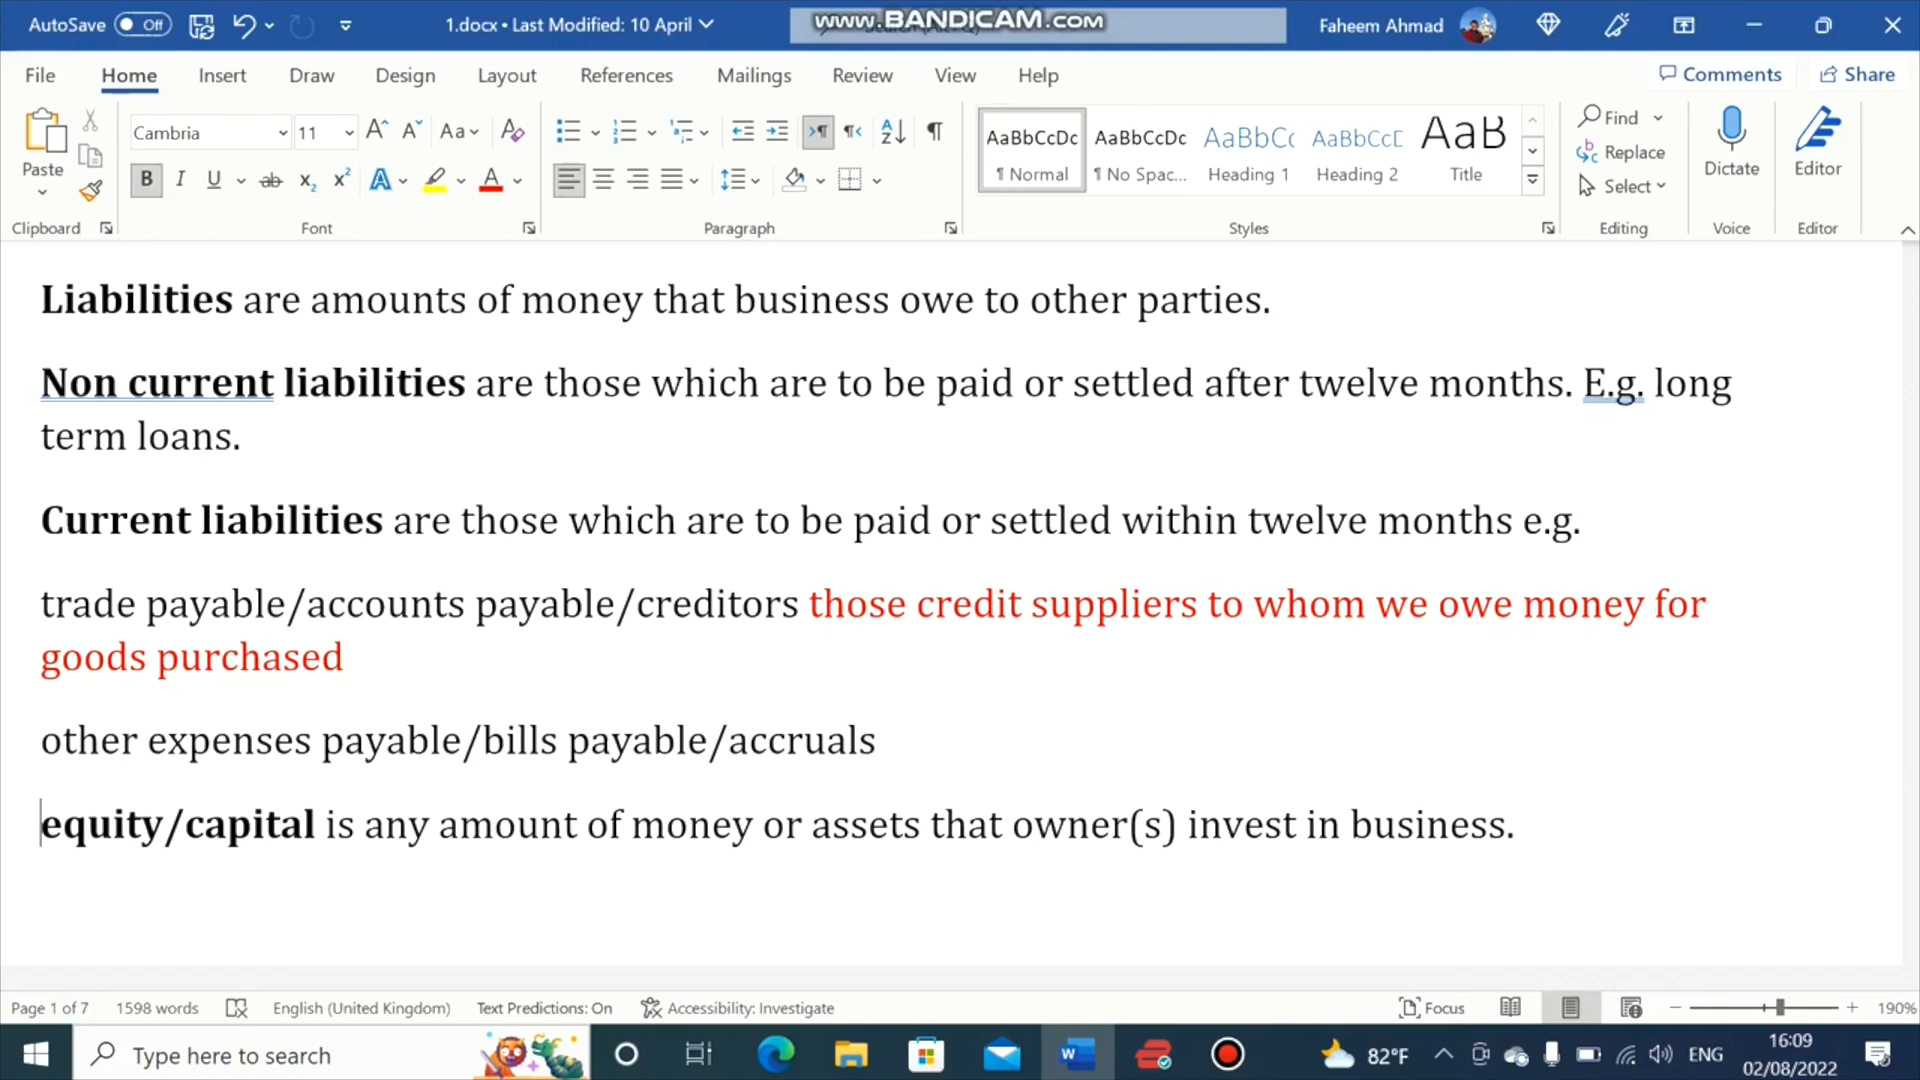 AutoSave Off 1.docx • Last Modified: 10 April www.BANDICAM.com Faheem Ahmad
File Home Insert Draw Design Layout References Mailings Review View Help Comments Share
Cambria 11 Aa AaBbCcDc AaBbCcDc AaBbCc AaBbCcD AaB Find
Paste ¶ Normal ¶ No Spac... Heading 1 Heading 2 Title Replace Dictate Editor
B I U ab x₂ x² A A Select
Clipboard Font Paragraph Styles Editing Voice Editor
Liabilities are amounts of money that business owe to other parties.
Non current liabilities are those which are to be paid or settled after twelve months. E.g. long
term loans.
Current liabilities are those which are to be paid or settled within twelve months e.g.
trade payable/accounts payable/creditors those credit suppliers to whom we owe money for
goods purchased
other expenses payable/bills payable/accruals
equity/capital is any amount of money or assets that owner(s) invest in business.
Page 1 of 7 1598 words English (United Kingdom) Text Predictions: On Accessibility: Investigate Focus 190%
Type here to search 82°F ENG 16:09
02/08/2022